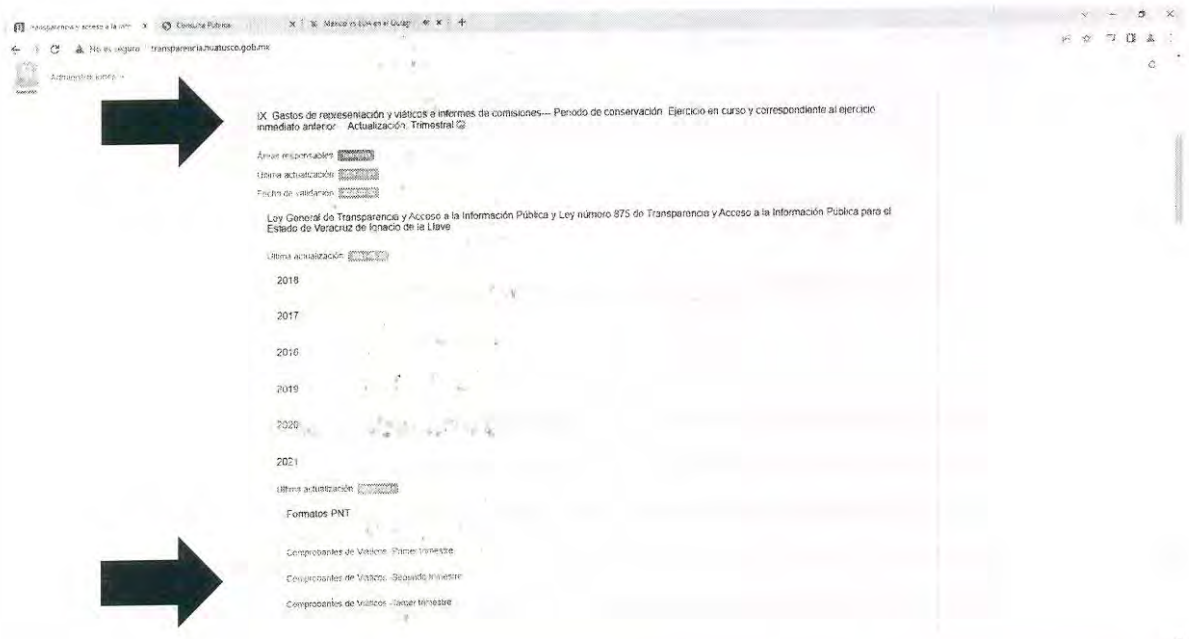 Consulta Pública
No es seguro transparencia.huatusco.gob.mx
Administraciones
IX. Gastos de representación y viáticos e informes de comisiones--- Periodo de conservación: Ejercicio en curso y correspondiente al ejercicio
inmediato anterior. Actualización: Trimestral
Áreas responsables
Última actualización
Fecha de validación
Ley General de Transparencia y Acceso a la Información Pública y Ley número 875 de Transparencia y Acceso a la Información Pública para el
Estado de Veracruz de Ignacio de la Llave
Última actualización
2018
2017
2016
2019
2020
2021
Última actualización
Formatos PNT
Comprobantes de Viáticos -Primer trimestre
Comprobantes de Viáticos -Segundo trimestre
Comprobantes de Viáticos -Tercer trimestre